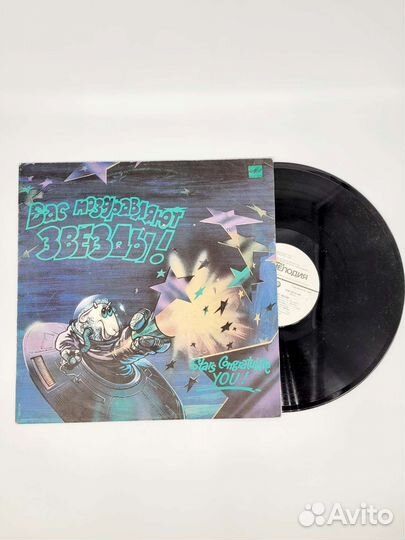 Вас поздравляют
ЗВЕЗДЫ!
Stars Congratulate
YOU!
МЕЛОДИЯ
Avito